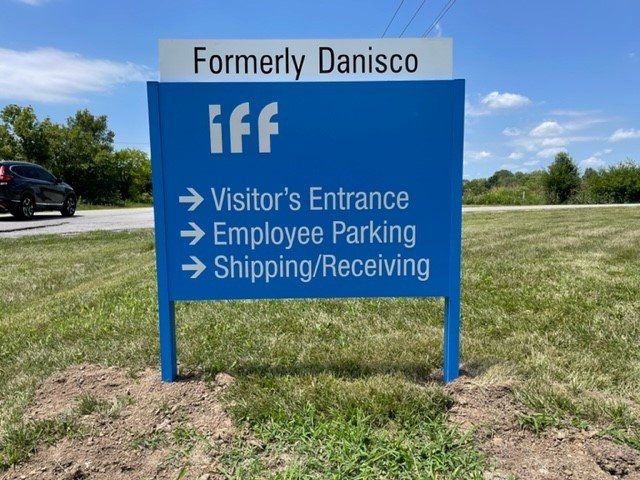 Formerly Danisco
iff
→ Visitor's Entrance
→ Employee Parking
→ Shipping/Receiving